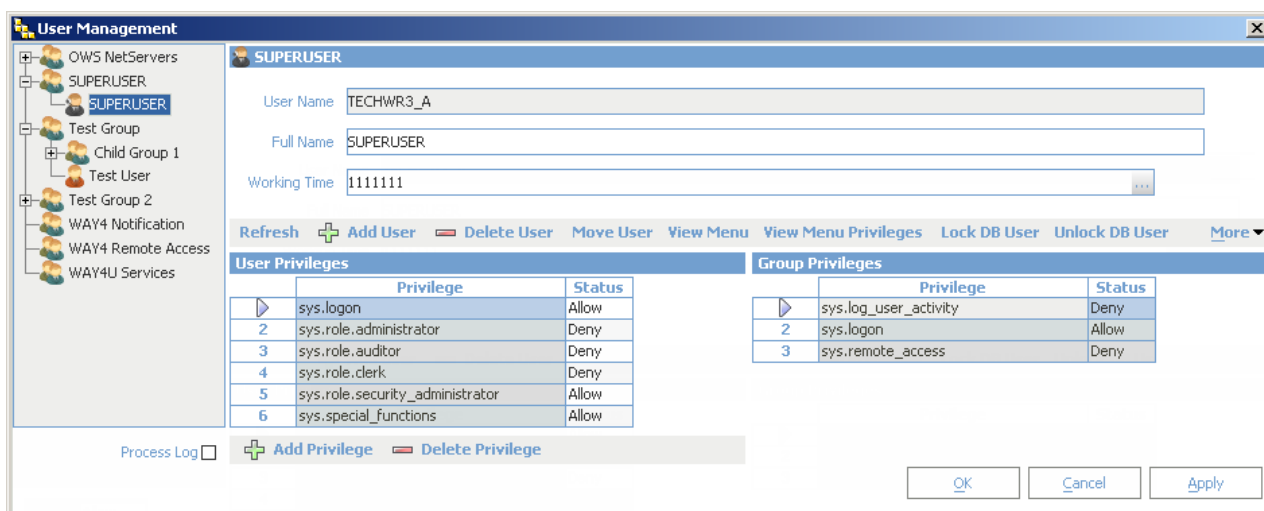 User Management
OWS NetServers
SUPERUSER
SUPERUSER
Test Group
Child Group 1
Test User
Test Group 2
WAY4 Notification
WAY4 Remote Access
WAY4U Services
Process Log
SUPERUSER
User Name TECHWR3_A
Full Name SUPERUSER
Working Time 1111111 ...
Refresh Add User Delete User Move User View Menu View Menu Privileges Lock DB User Unlock DB User More
User Privileges
Privilege Status
sys.logon Allow
2 sys.role.administrator Deny
3 sys.role.auditor Deny
4 sys.role.clerk Deny
5 sys.role.security_administrator Allow
6 sys.special_functions Allow
Add Privilege Delete Privilege
Group Privileges
Privilege Status
sys.log_user_activity Deny
2 sys.logon Allow
3 sys.remote_access Deny
OK Cancel Apply